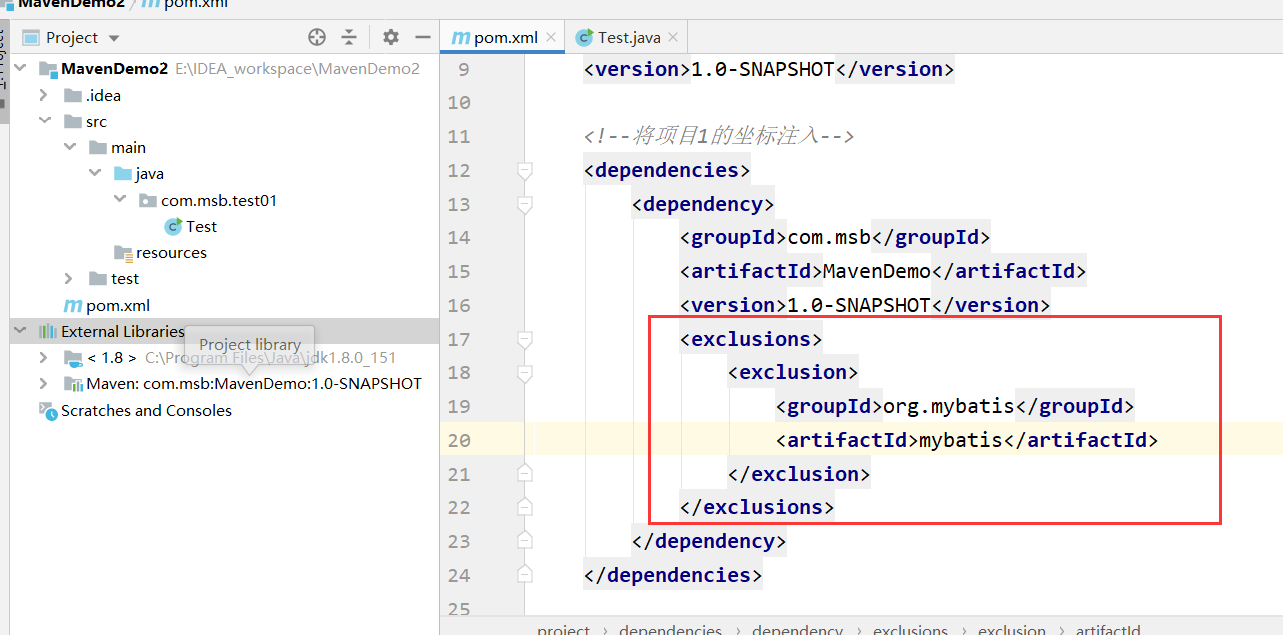 MavenDemo2 / pom.xml
Project
pom.xml
Test.java
MavenDemo2 E:\IDEA_workspace\MavenDemo2
.idea
src
main
java
com.msb.test01
Test
resources
test
pom.xml
External Libraries
Project library
< 1.8 > C:\Program Files\Java\jdk1.8.0_151
Maven: com.msb:MavenDemo:1.0-SNAPSHOT
Scratches and Consoles
9 <version>1.0-SNAPSHOT</version>
10
11 <!--将项目1的坐标注入-->
12 <dependencies>
13 <dependency>
14 <groupId>com.msb</groupId>
15 <artifactId>MavenDemo</artifactId>
16 <version>1.0-SNAPSHOT</version>
17 <exclusions>
18 <exclusion>
19 <groupId>org.mybatis</groupId>
20 <artifactId>mybatis</artifactId>
21 </exclusion>
22 </exclusions>
23 </dependency>
24 </dependencies>
25
project › dependencies › dependency › exclusions › exclusion › artifactId